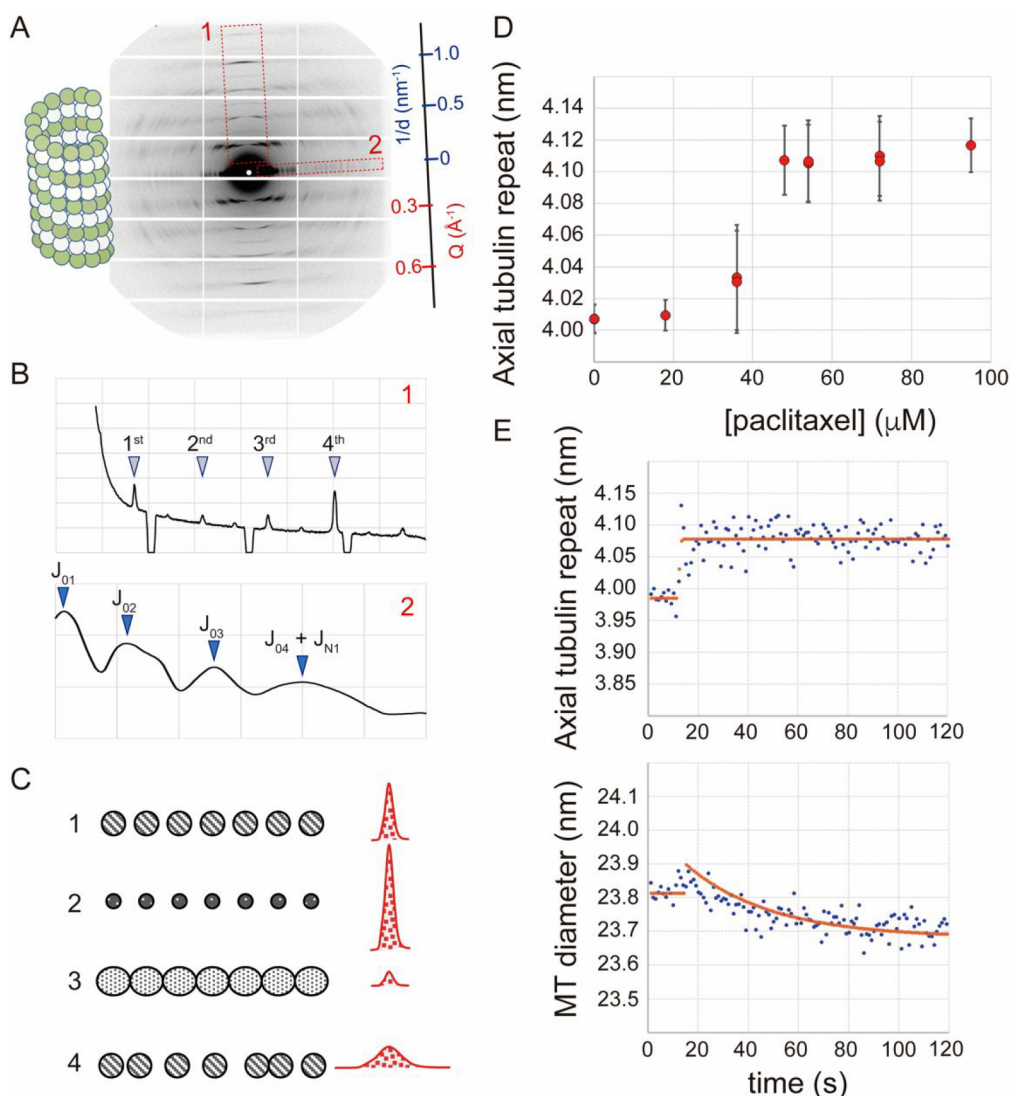 A
1
2
1/d (nm⁻¹)
1.0
0.5
0
0.3
0.6
Q (Å⁻¹)
B
1
1st
2nd
3rd
4th
2
J01
J02
J03
J04 + JN1
C
1
2
3
4
D
Axial tubulin repeat (nm)
4.14
4.12
4.10
4.08
4.06
4.04
4.02
4.00
0 20 40 60 80 100
[paclitaxel] (μM)
E
Axial tubulin repeat (nm)
4.15
4.10
4.05
4.00
3.95
3.90
3.85
0 20 40 60 80 100 120
MT diameter (nm)
24.1
24.0
23.9
23.8
23.7
23.6
23.5
0 20 40 60 80 100 120
time (s)